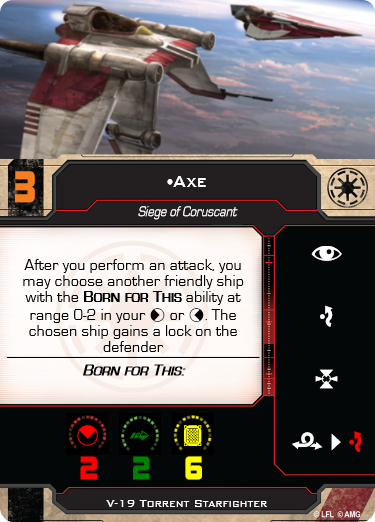 •Axe
3
Siege of Coruscant
After you perform an attack, you
may choose another friendly ship
with the Born for This ability at
range 0-2 in your or . The
chosen ship gains a lock on the
defender
Born for This:
2 2 6
V-19 Torrent Starfighter
© LFL © AMG